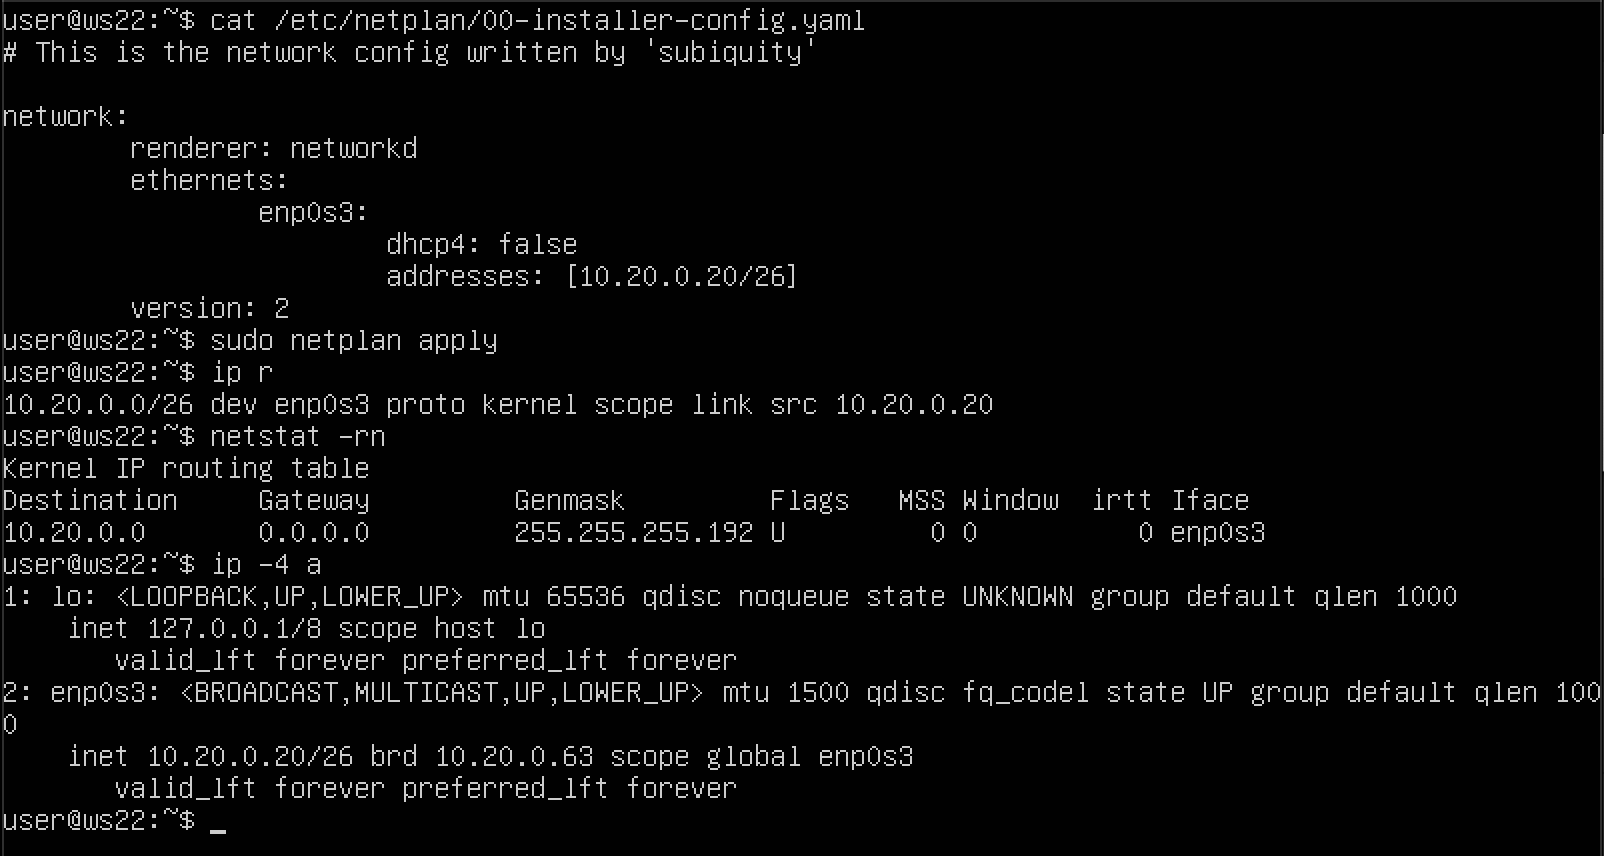 user@ws22:~$ cat /etc/netplan/00-installer-config.yaml
# This is the network config written by 'subiquity'

network:
        renderer: networkd
        ethernets:
                enp0s3:
                        dhcp4: false
                        addresses: [10.20.0.20/26]
        version: 2
user@ws22:~$ sudo netplan apply
user@ws22:~$ ip r
10.20.0.0/26 dev enp0s3 proto kernel scope link src 10.20.0.20
user@ws22:~$ netstat -rn
Kernel IP routing table
Destination     Gateway         Genmask         Flags   MSS Window  irtt Iface
10.20.0.0       0.0.0.0         255.255.255.192 U         0 0          0 enp0s3
user@ws22:~$ ip -4 a
1: lo: <LOOPBACK,UP,LOWER_UP> mtu 65536 qdisc noqueue state UNKNOWN group default qlen 1000
    inet 127.0.0.1/8 scope host lo
       valid_lft forever preferred_lft forever
2: enp0s3: <BROADCAST,MULTICAST,UP,LOWER_UP> mtu 1500 qdisc fq_codel state UP group default qlen 100
0
    inet 10.20.0.20/26 brd 10.20.0.63 scope global enp0s3
       valid_lft forever preferred_lft forever
user@ws22:~$ _